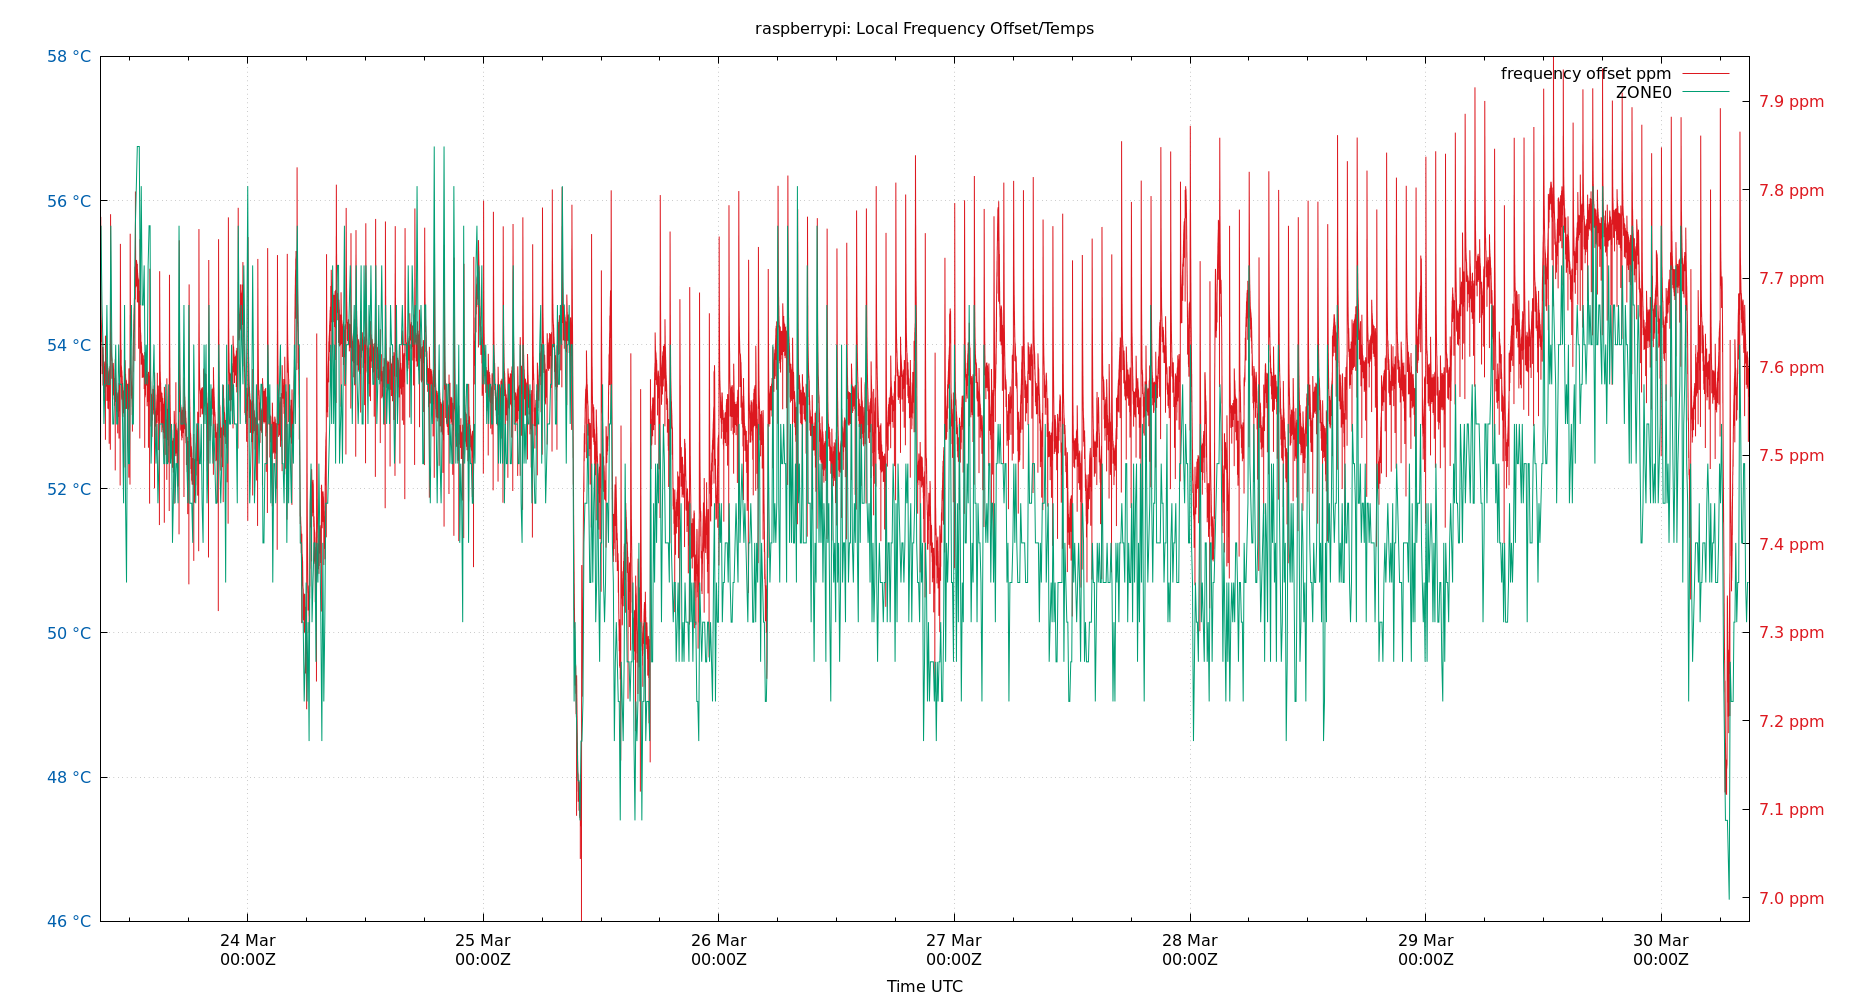 raspberrypi: Local Frequency Offset/Temps
58 °C
56 °C
54 °C
52 °C
50 °C
48 °C
46 °C
frequency offset ppm
ZONE0
7.9 ppm
7.8 ppm
7.7 ppm
7.6 ppm
7.5 ppm
7.4 ppm
7.3 ppm
7.2 ppm
7.1 ppm
7.0 ppm
24 Mar
00:00Z
25 Mar
00:00Z
26 Mar
00:00Z
27 Mar
00:00Z
28 Mar
00:00Z
29 Mar
00:00Z
30 Mar
00:00Z
Time UTC